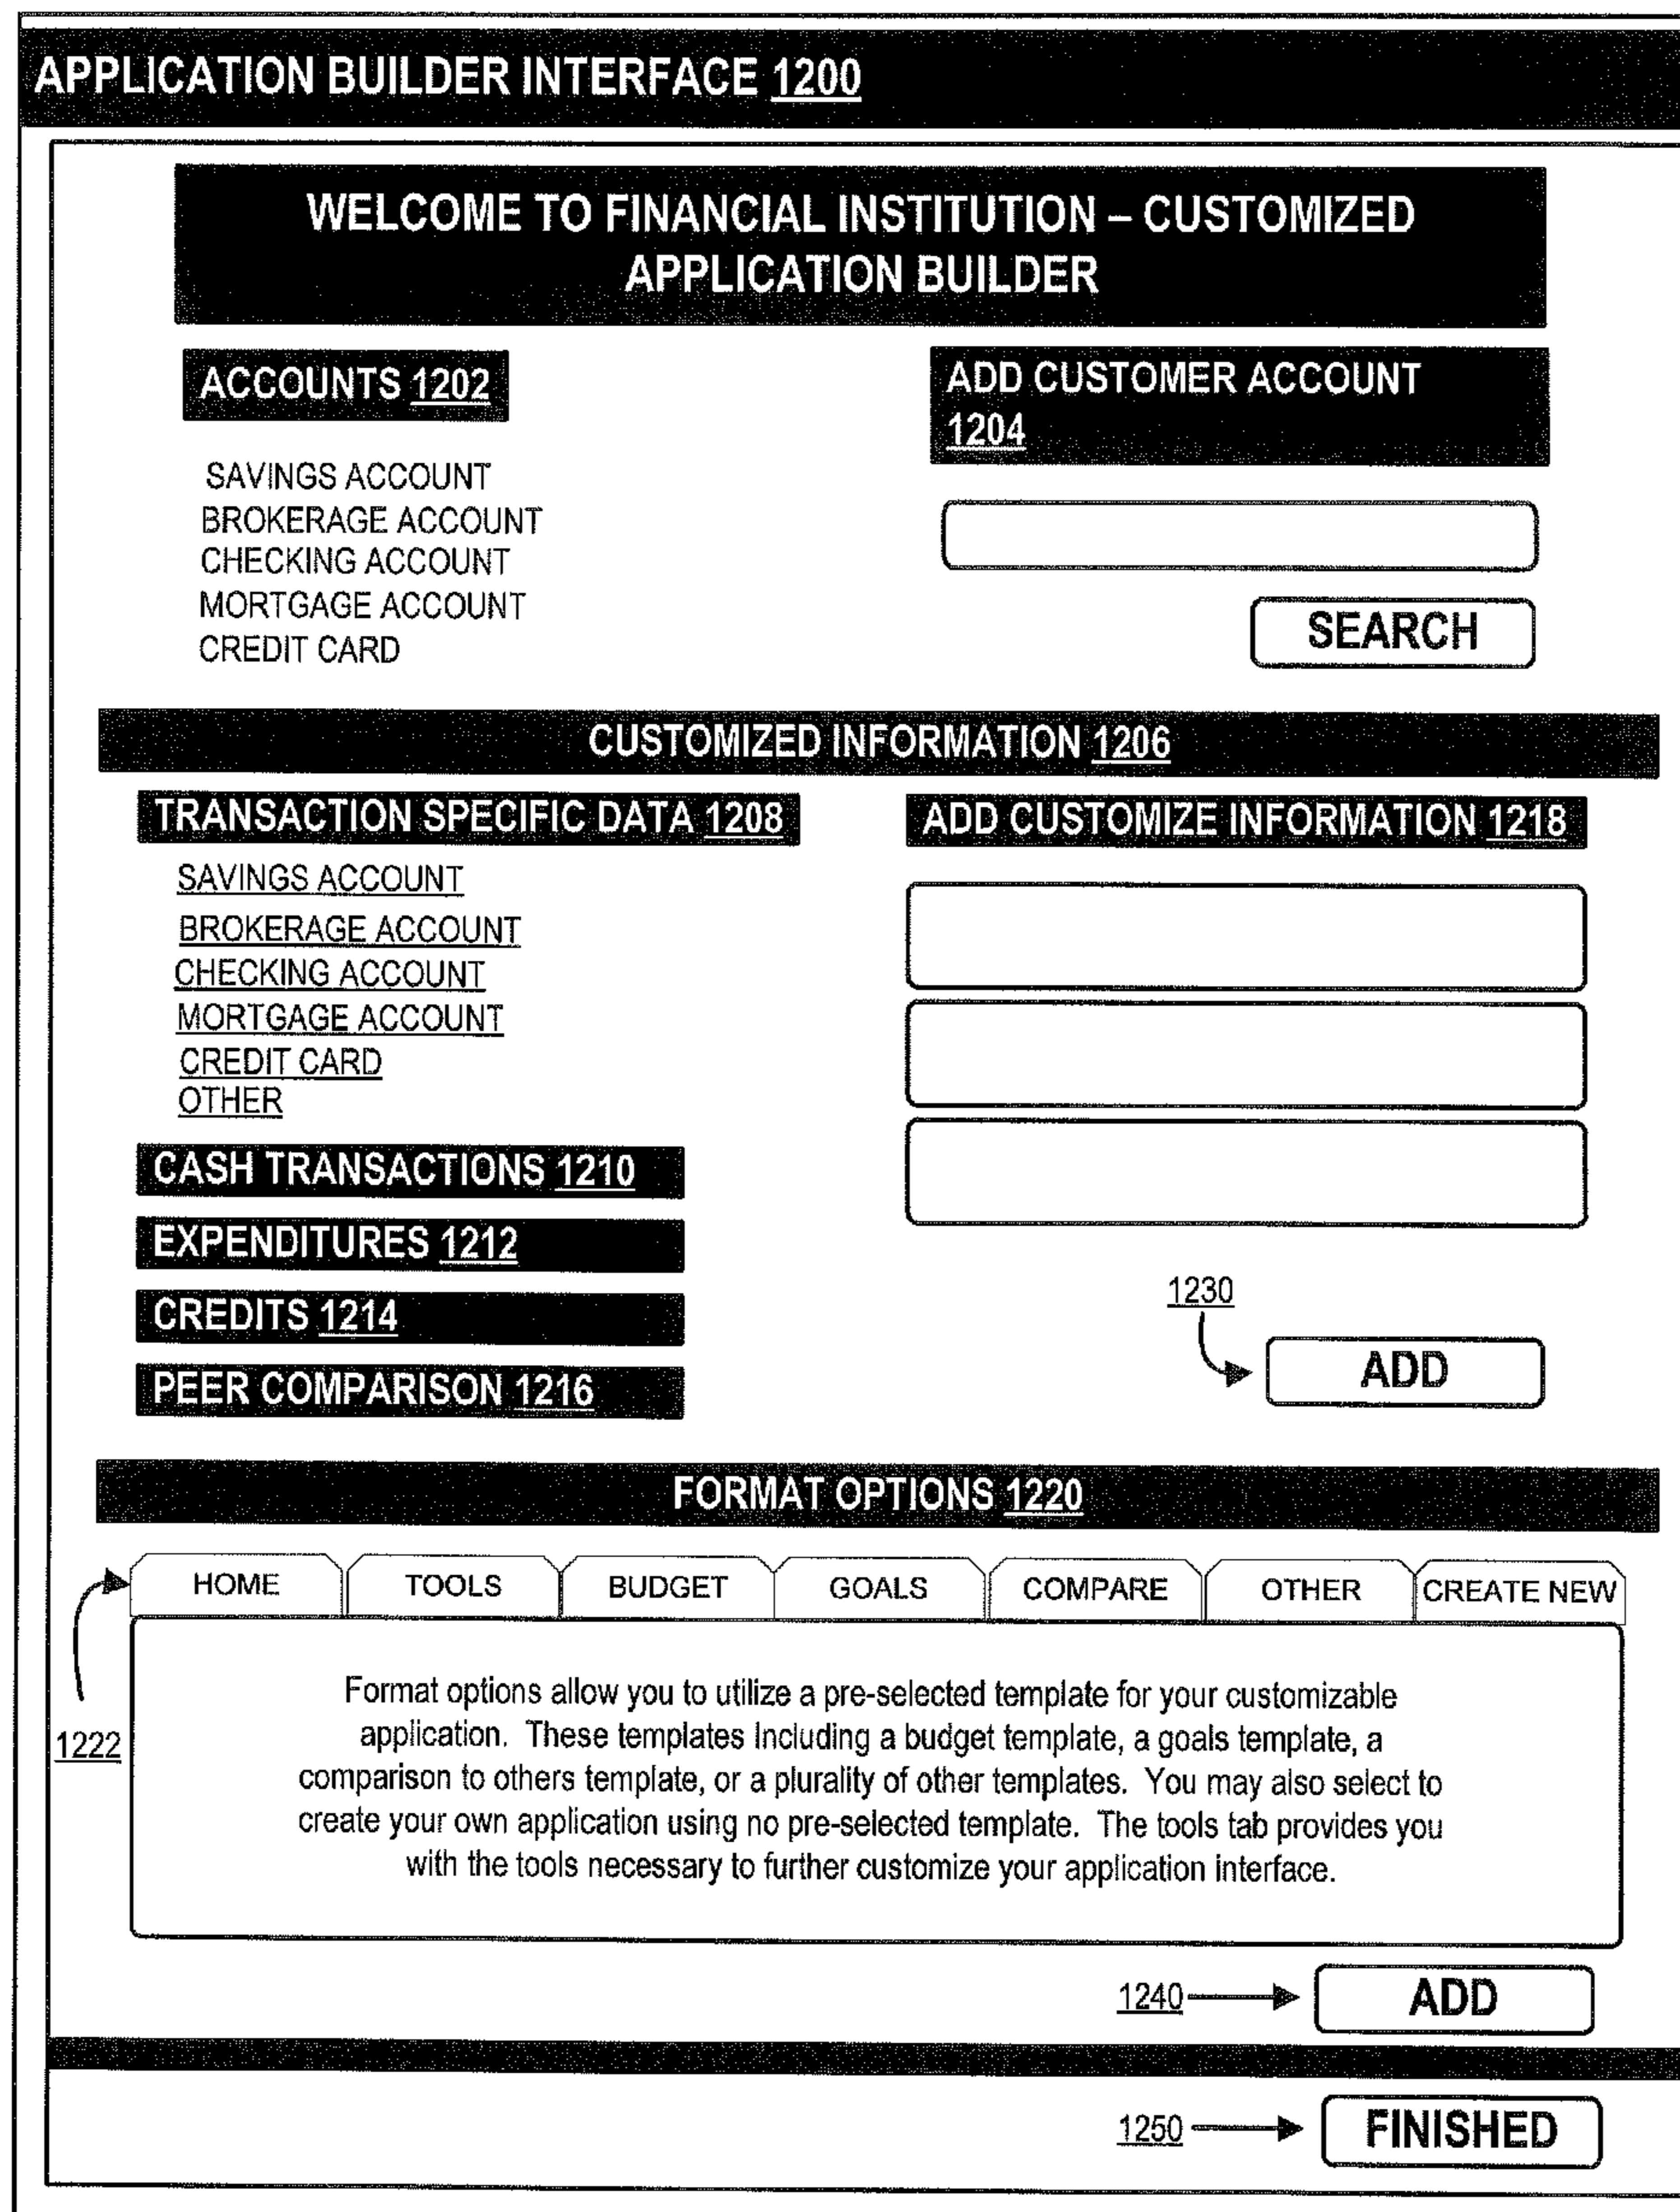 APPLICATION BUILDER INTERFACE 1200
WELCOME TO FINANCIAL INSTITUTION – CUSTOMIZED
APPLICATION BUILDER
ACCOUNTS 1202
SAVINGS ACCOUNT
BROKERAGE ACCOUNT
CHECKING ACCOUNT
MORTGAGE ACCOUNT
CREDIT CARD
ADD CUSTOMER ACCOUNT
1204
SEARCH
CUSTOMIZED INFORMATION 1206
TRANSACTION SPECIFIC DATA 1208
SAVINGS ACCOUNT
BROKERAGE ACCOUNT
CHECKING ACCOUNT
MORTGAGE ACCOUNT
CREDIT CARD
OTHER
CASH TRANSACTIONS 1210
EXPENDITURES 1212
CREDITS 1214
PEER COMPARISON 1216
ADD CUSTOMIZE INFORMATION 1218
1230
ADD
FORMAT OPTIONS 1220
HOME TOOLS BUDGET GOALS COMPARE OTHER CREATE NEW
1222
Format options allow you to utilize a pre-selected template for your customizable
application. These templates Including a budget template, a goals template, a
comparison to others template, or a plurality of other templates. You may also select to
create your own application using no pre-selected template. The tools tab provides you
with the tools necessary to further customize your application interface.
1240 ADD
1250 FINISHED